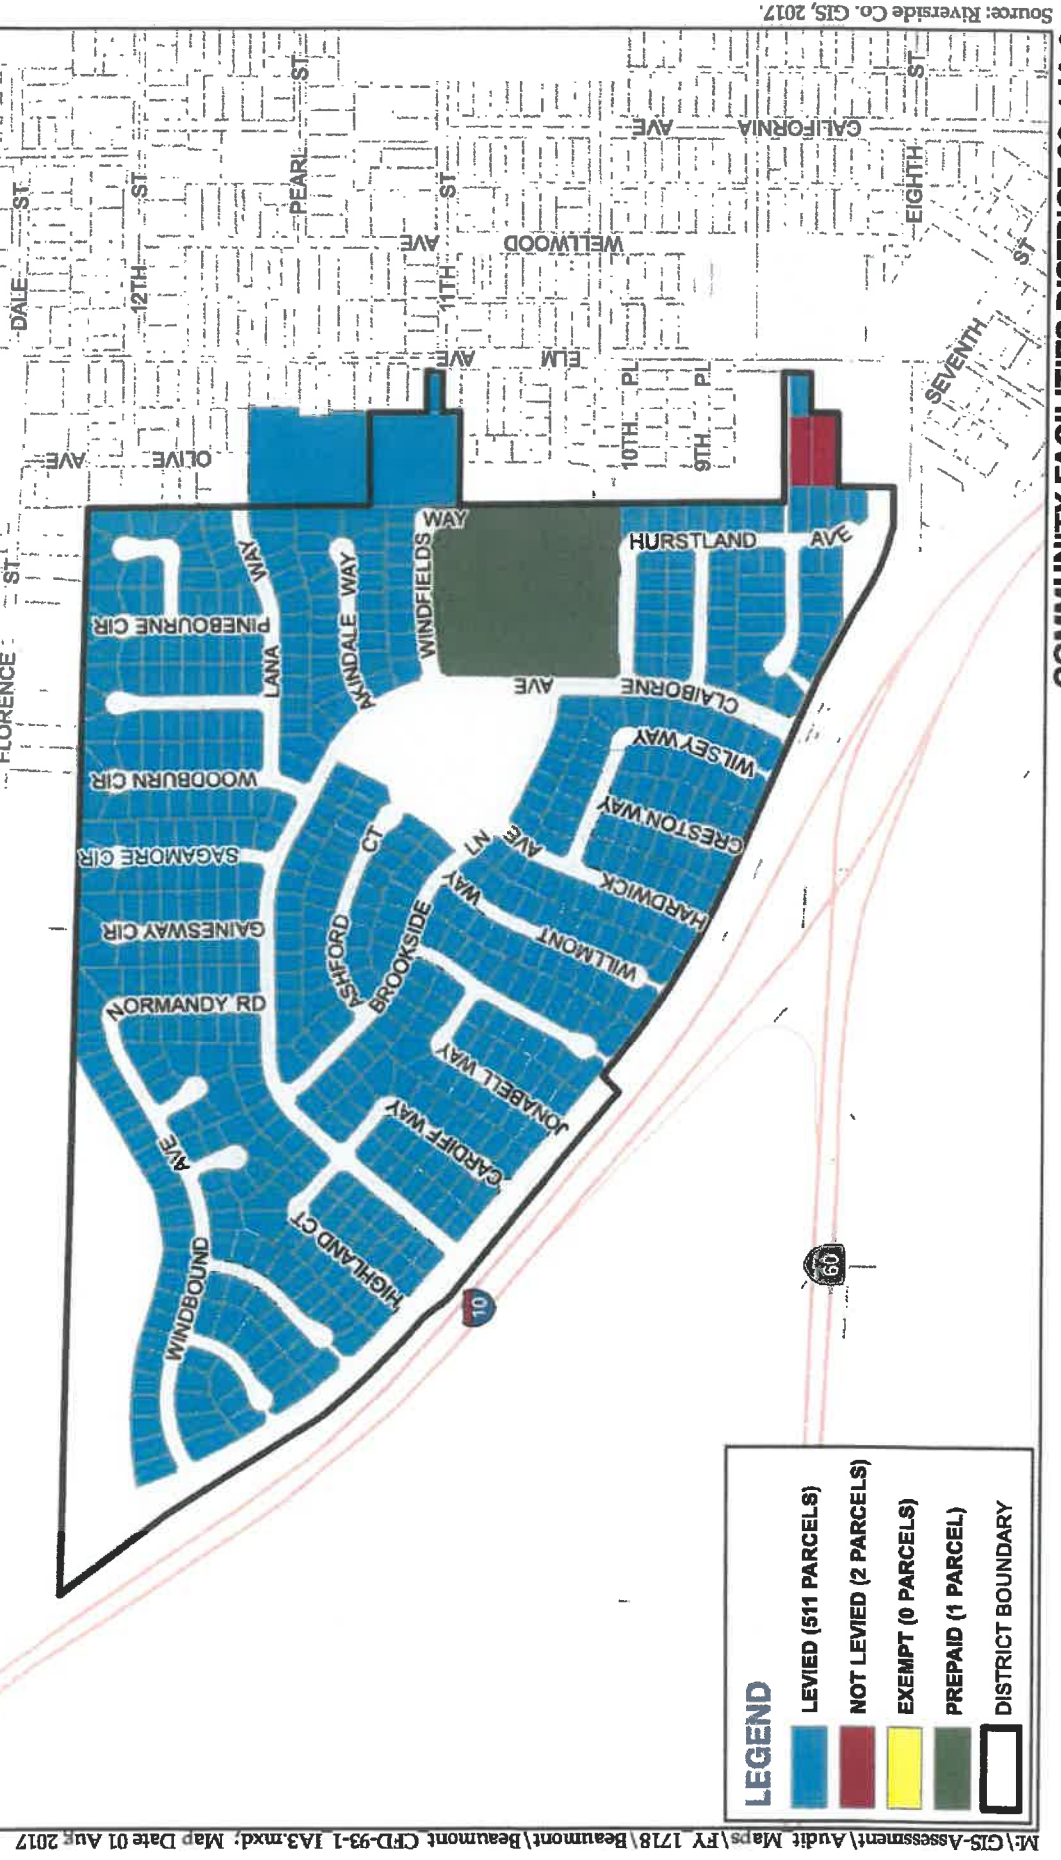 Source: Riverside Co. GIS, 2017.
M:\GIS-Assessment\Audit_Maps\FY_1718\Beaumont\Beaumont_CFD-93-1_IA3.mxd; Map Date 01 Aug 2017
DALE ST
12TH ST
PEARL ST
11TH ST
EIGHTH ST
CALIFORNIA AVE
WELLWOOD AVE
ELM AVE
OLIVE AVE
10TH PL
9TH PL
SEVENTH ST
FLORENCE ST
WINDFIELDS WAY
HURSTLAND AVE
PINEBOURNE CIR
LANA WAY
AKINDALE WAY
CLAIBORNE AVE
WOODBURN CIR
WILSEY WAY
CRESTON WAY
SAGAMORE CIR
ASHFORD CT
BROOKSIDE LN
HARDWICK AVE
WILLMONT WAY
GAINESWAY CIR
NORMANDY RD
JONABELL WAY
CARDIFF WAY
HIGHLAND CT
WINDBOUND AVE
10
60
LEGEND
LEVIED (511 PARCELS)
NOT LEVIED (2 PARCELS)
EXEMPT (0 PARCELS)
PREPAID (1 PARCEL)
DISTRICT BOUNDARY